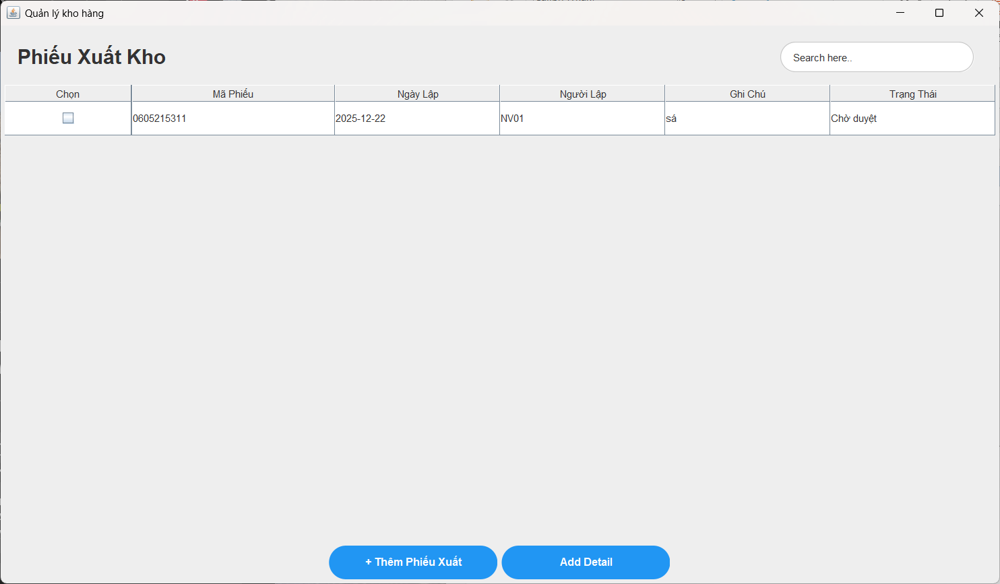 Quản lý kho hàng
Phiếu Xuất Kho
Search here..
Chọn Mã Phiếu Ngày Lập Người Lập Ghi Chú Trạng Thái
0605215311 2025-12-22 NV01 sá Chờ duyệt
+ Thêm Phiếu Xuất Add Detail